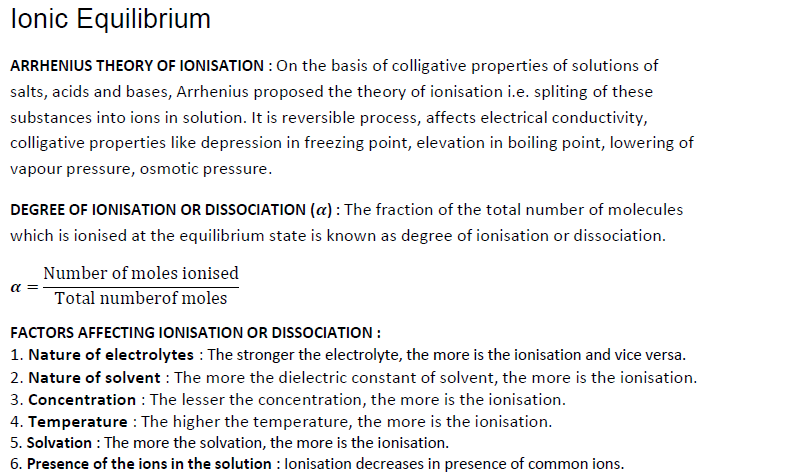 Ionic Equilibrium
ARRHENIUS THEORY OF IONISATION : On the basis of colligative properties of solutions of
salts, acids and bases, Arrhenius proposed the theory of ionisation i.e. spliting of these
substances into ions in solution. It is reversible process, affects electrical conductivity,
colligative properties like depression in freezing point, elevation in boiling point, lowering of
vapour pressure, osmotic pressure.
DEGREE OF IONISATION OR DISSOCIATION (α) : The fraction of the total number of molecules
which is ionised at the equilibrium state is known as degree of ionisation or dissociation.
α = Number of moles ionised
Total numberof moles
FACTORS AFFECTING IONISATION OR DISSOCIATION :
1. Nature of electrolytes : The stronger the electrolyte, the more is the ionisation and vice versa.
2. Nature of solvent : The more the dielectric constant of solvent, the more is the ionisation.
3. Concentration : The lesser the concentration, the more is the ionisation.
4. Temperature : The higher the temperature, the more is the ionisation.
5. Solvation : The more the solvation, the more is the ionisation.
6. Presence of the ions in the solution : Ionisation decreases in presence of common ions.